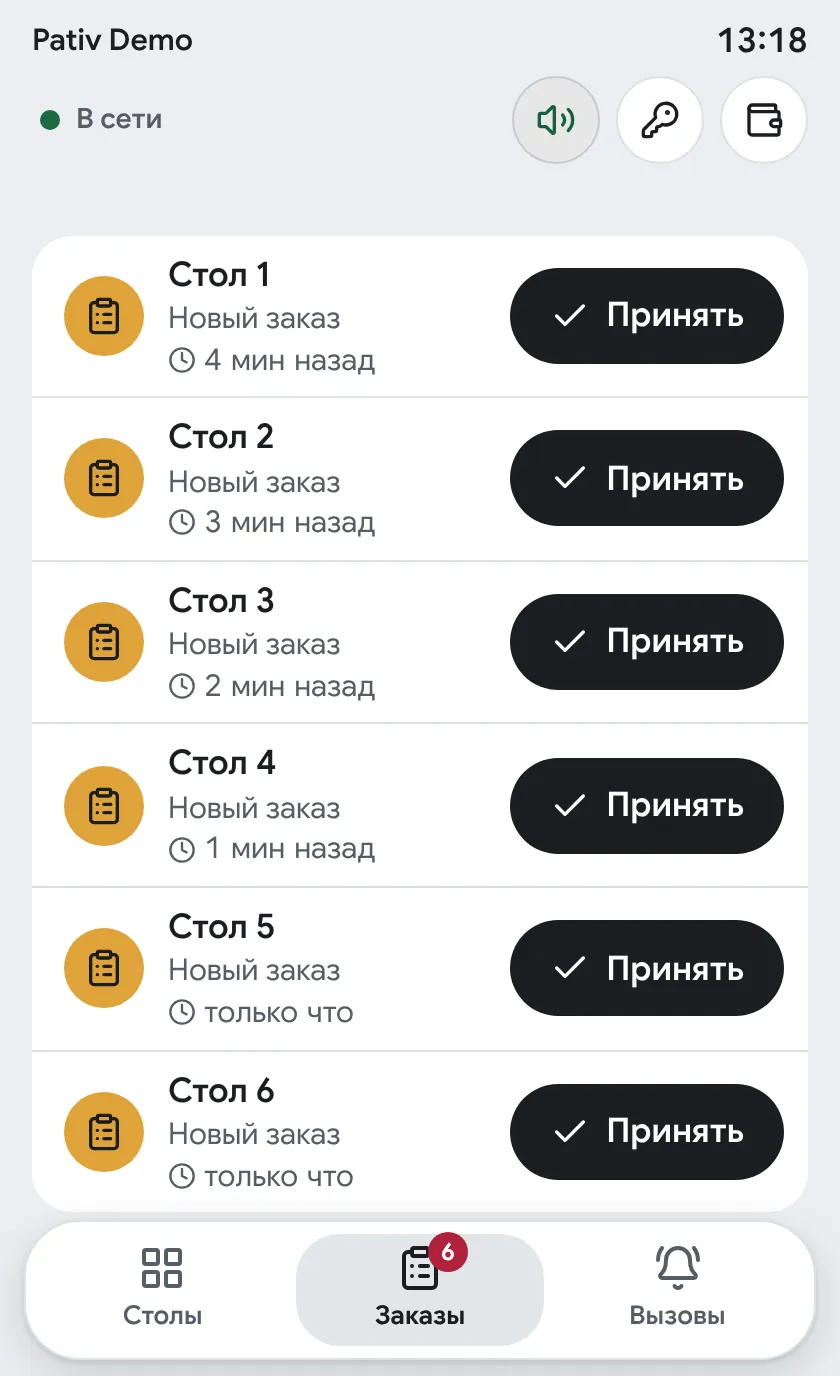 Pativ Demo
13:18
В сети
Стол 1
Новый заказ
4 мин назад
Принять
Стол 2
Новый заказ
3 мин назад
Принять
Стол 3
Новый заказ
2 мин назад
Принять
Стол 4
Новый заказ
1 мин назад
Принять
Стол 5
Новый заказ
только что
Принять
Стол 6
Новый заказ
только что
Принять
6
Столы
Заказы
Вызовы